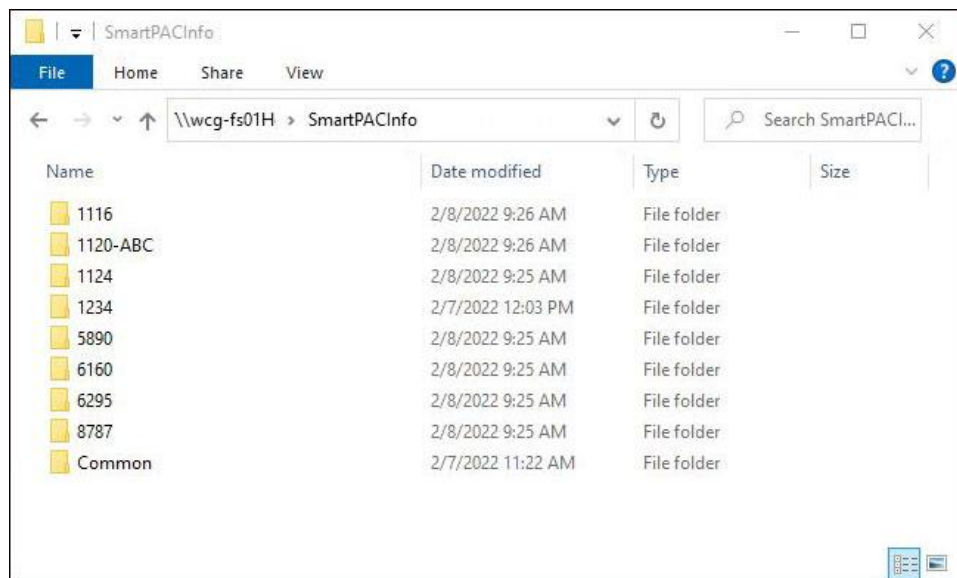 SmartPACInfo
File Home Share View
\\wcg-fs01H > SmartPACInfo Search SmartPACI...
Name Date modified Type Size
1116 2/8/2022 9:26 AM File folder
1120-ABC 2/8/2022 9:26 AM File folder
1124 2/8/2022 9:25 AM File folder
1234 2/7/2022 12:03 PM File folder
5890 2/8/2022 9:25 AM File folder
6160 2/8/2022 9:25 AM File folder
6295 2/8/2022 9:25 AM File folder
8787 2/8/2022 9:25 AM File folder
Common 2/7/2022 11:22 AM File folder